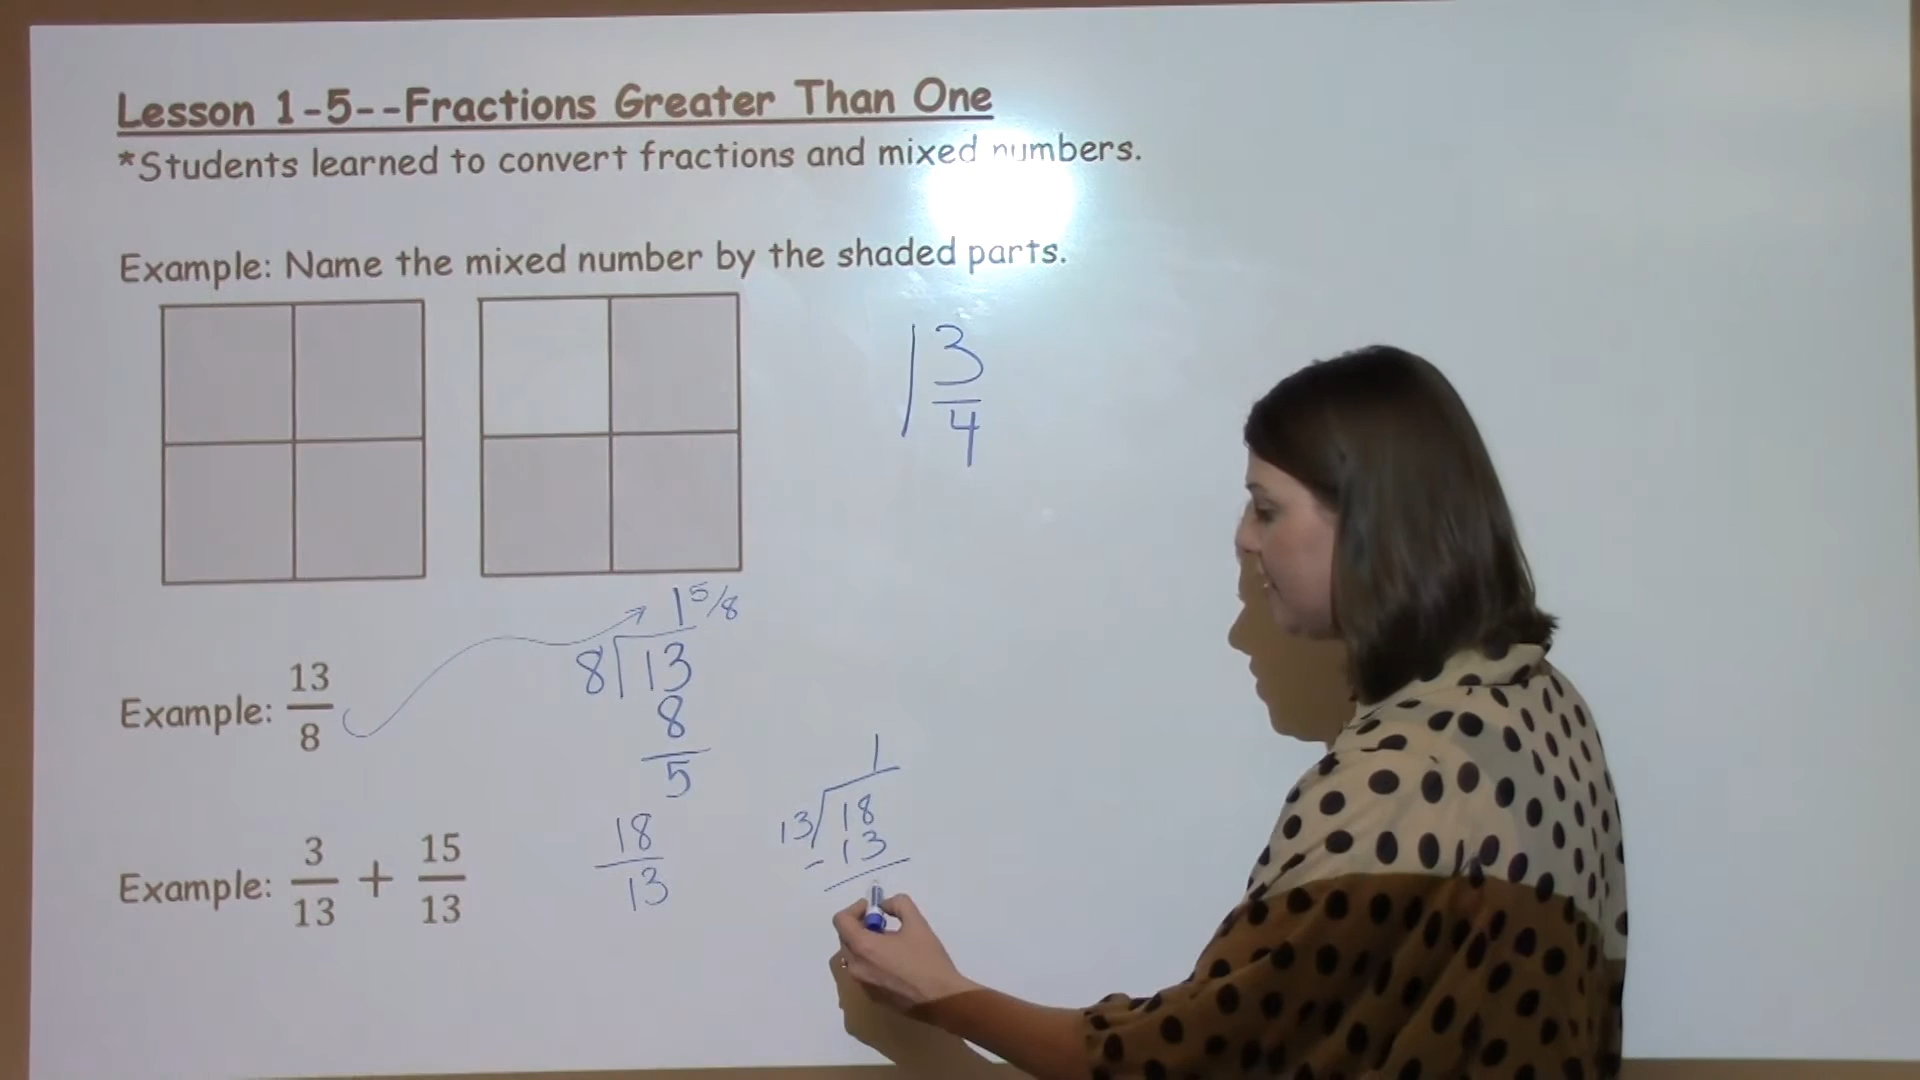 Lesson 1-5--Fractions Greater Than One
*Students learned to convert fractions and mixed numbers.
Example: Name the mixed number by the shaded parts.
1 3/4
Example: 13/8
1 5/8
8 13
8
5
Example: 3/13 + 15/13
18/13
1
13 18
- 13